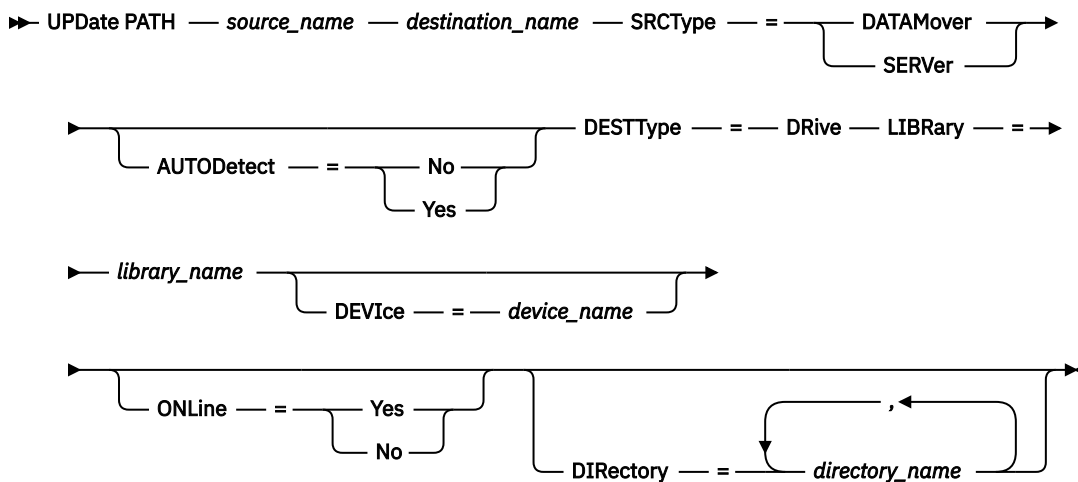 UPDate PATH source_name destination_name SRCType = DATAMover
SERVer
AUTODetect = No
Yes
DESTType = DRive LIBRary =
library_name
DEVIce = device_name
ONLine = Yes
No
DIRectory = , directory_name